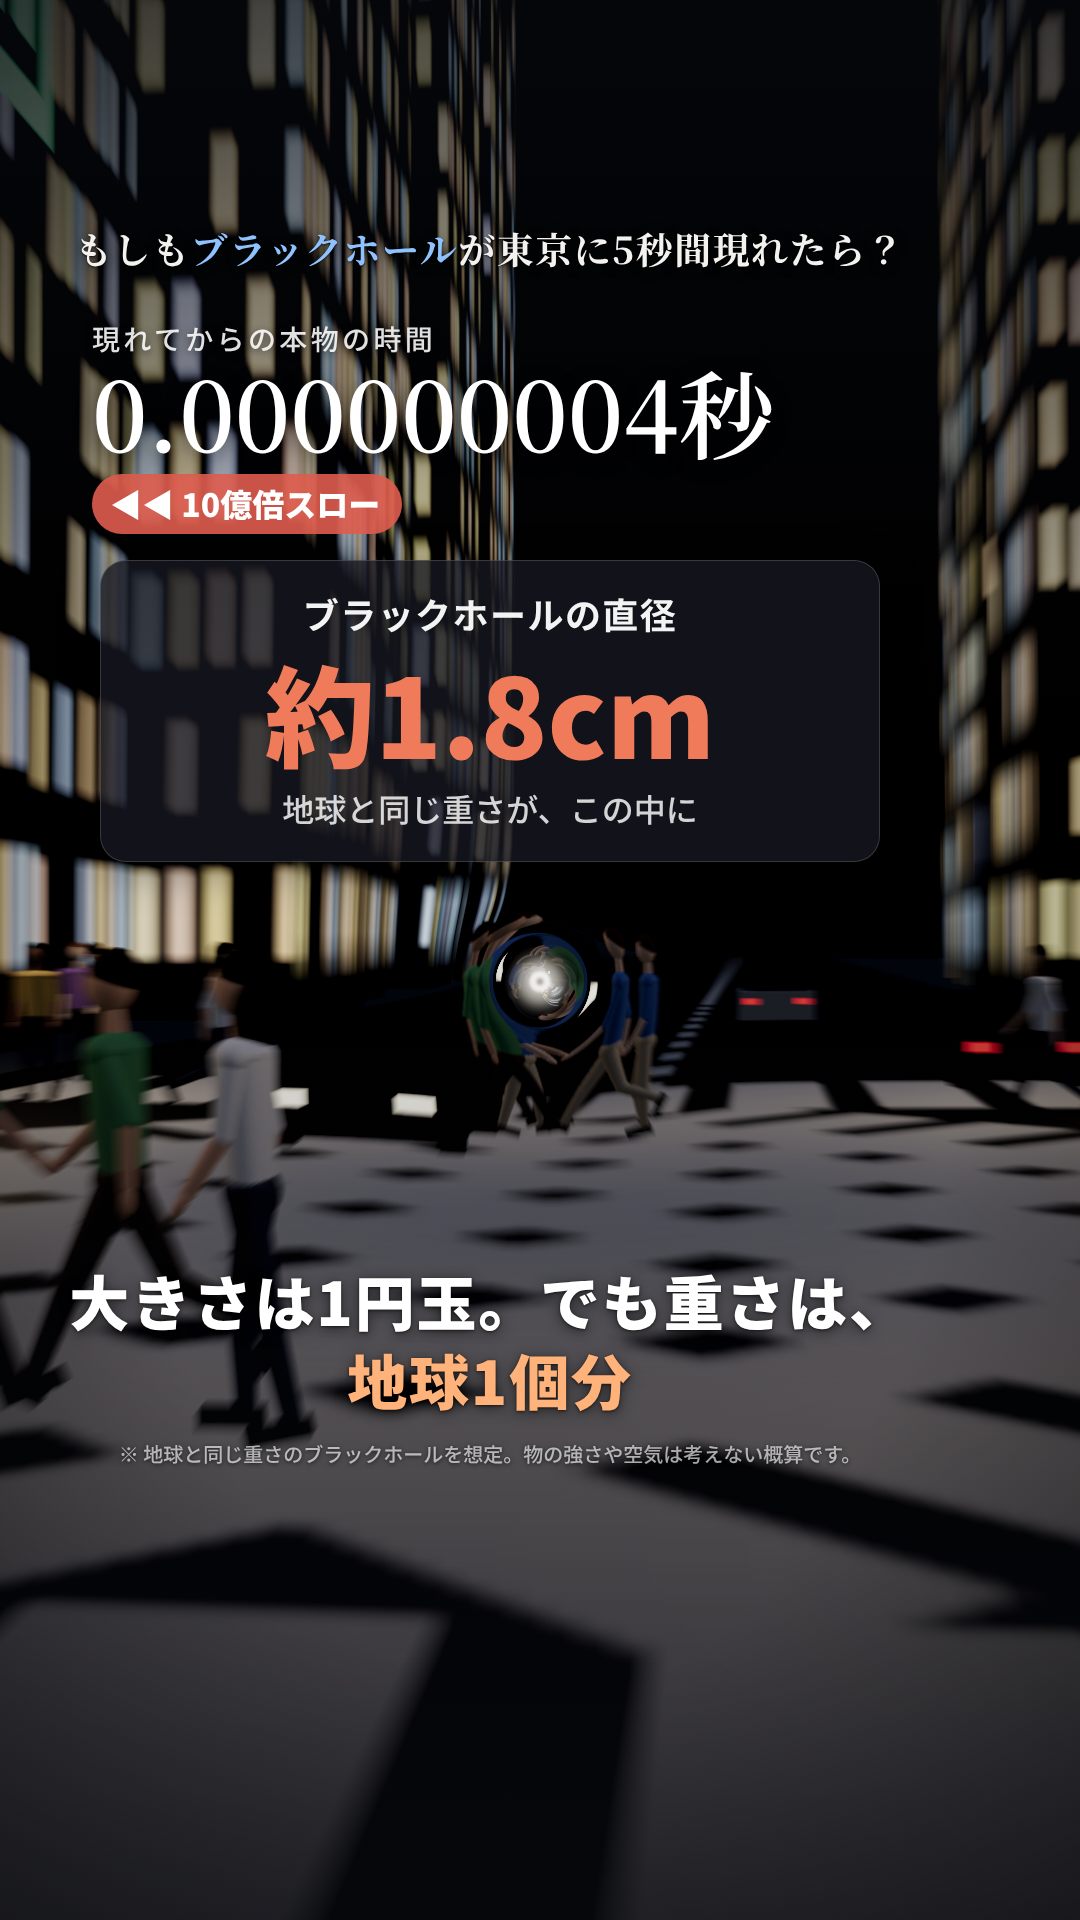 もしもブラックホールが東京に5秒間現れたら？
現れてからの本物の時間
0.000000004秒
◀◀ 10億倍スロー
ブラックホールの直径
約1.8cm
地球と同じ重さが、この中に
大きさは1円玉。でも重さは、
地球1個分
※ 地球と同じ重さのブラックホールを想定。物の強さや空気は考えない概算です。